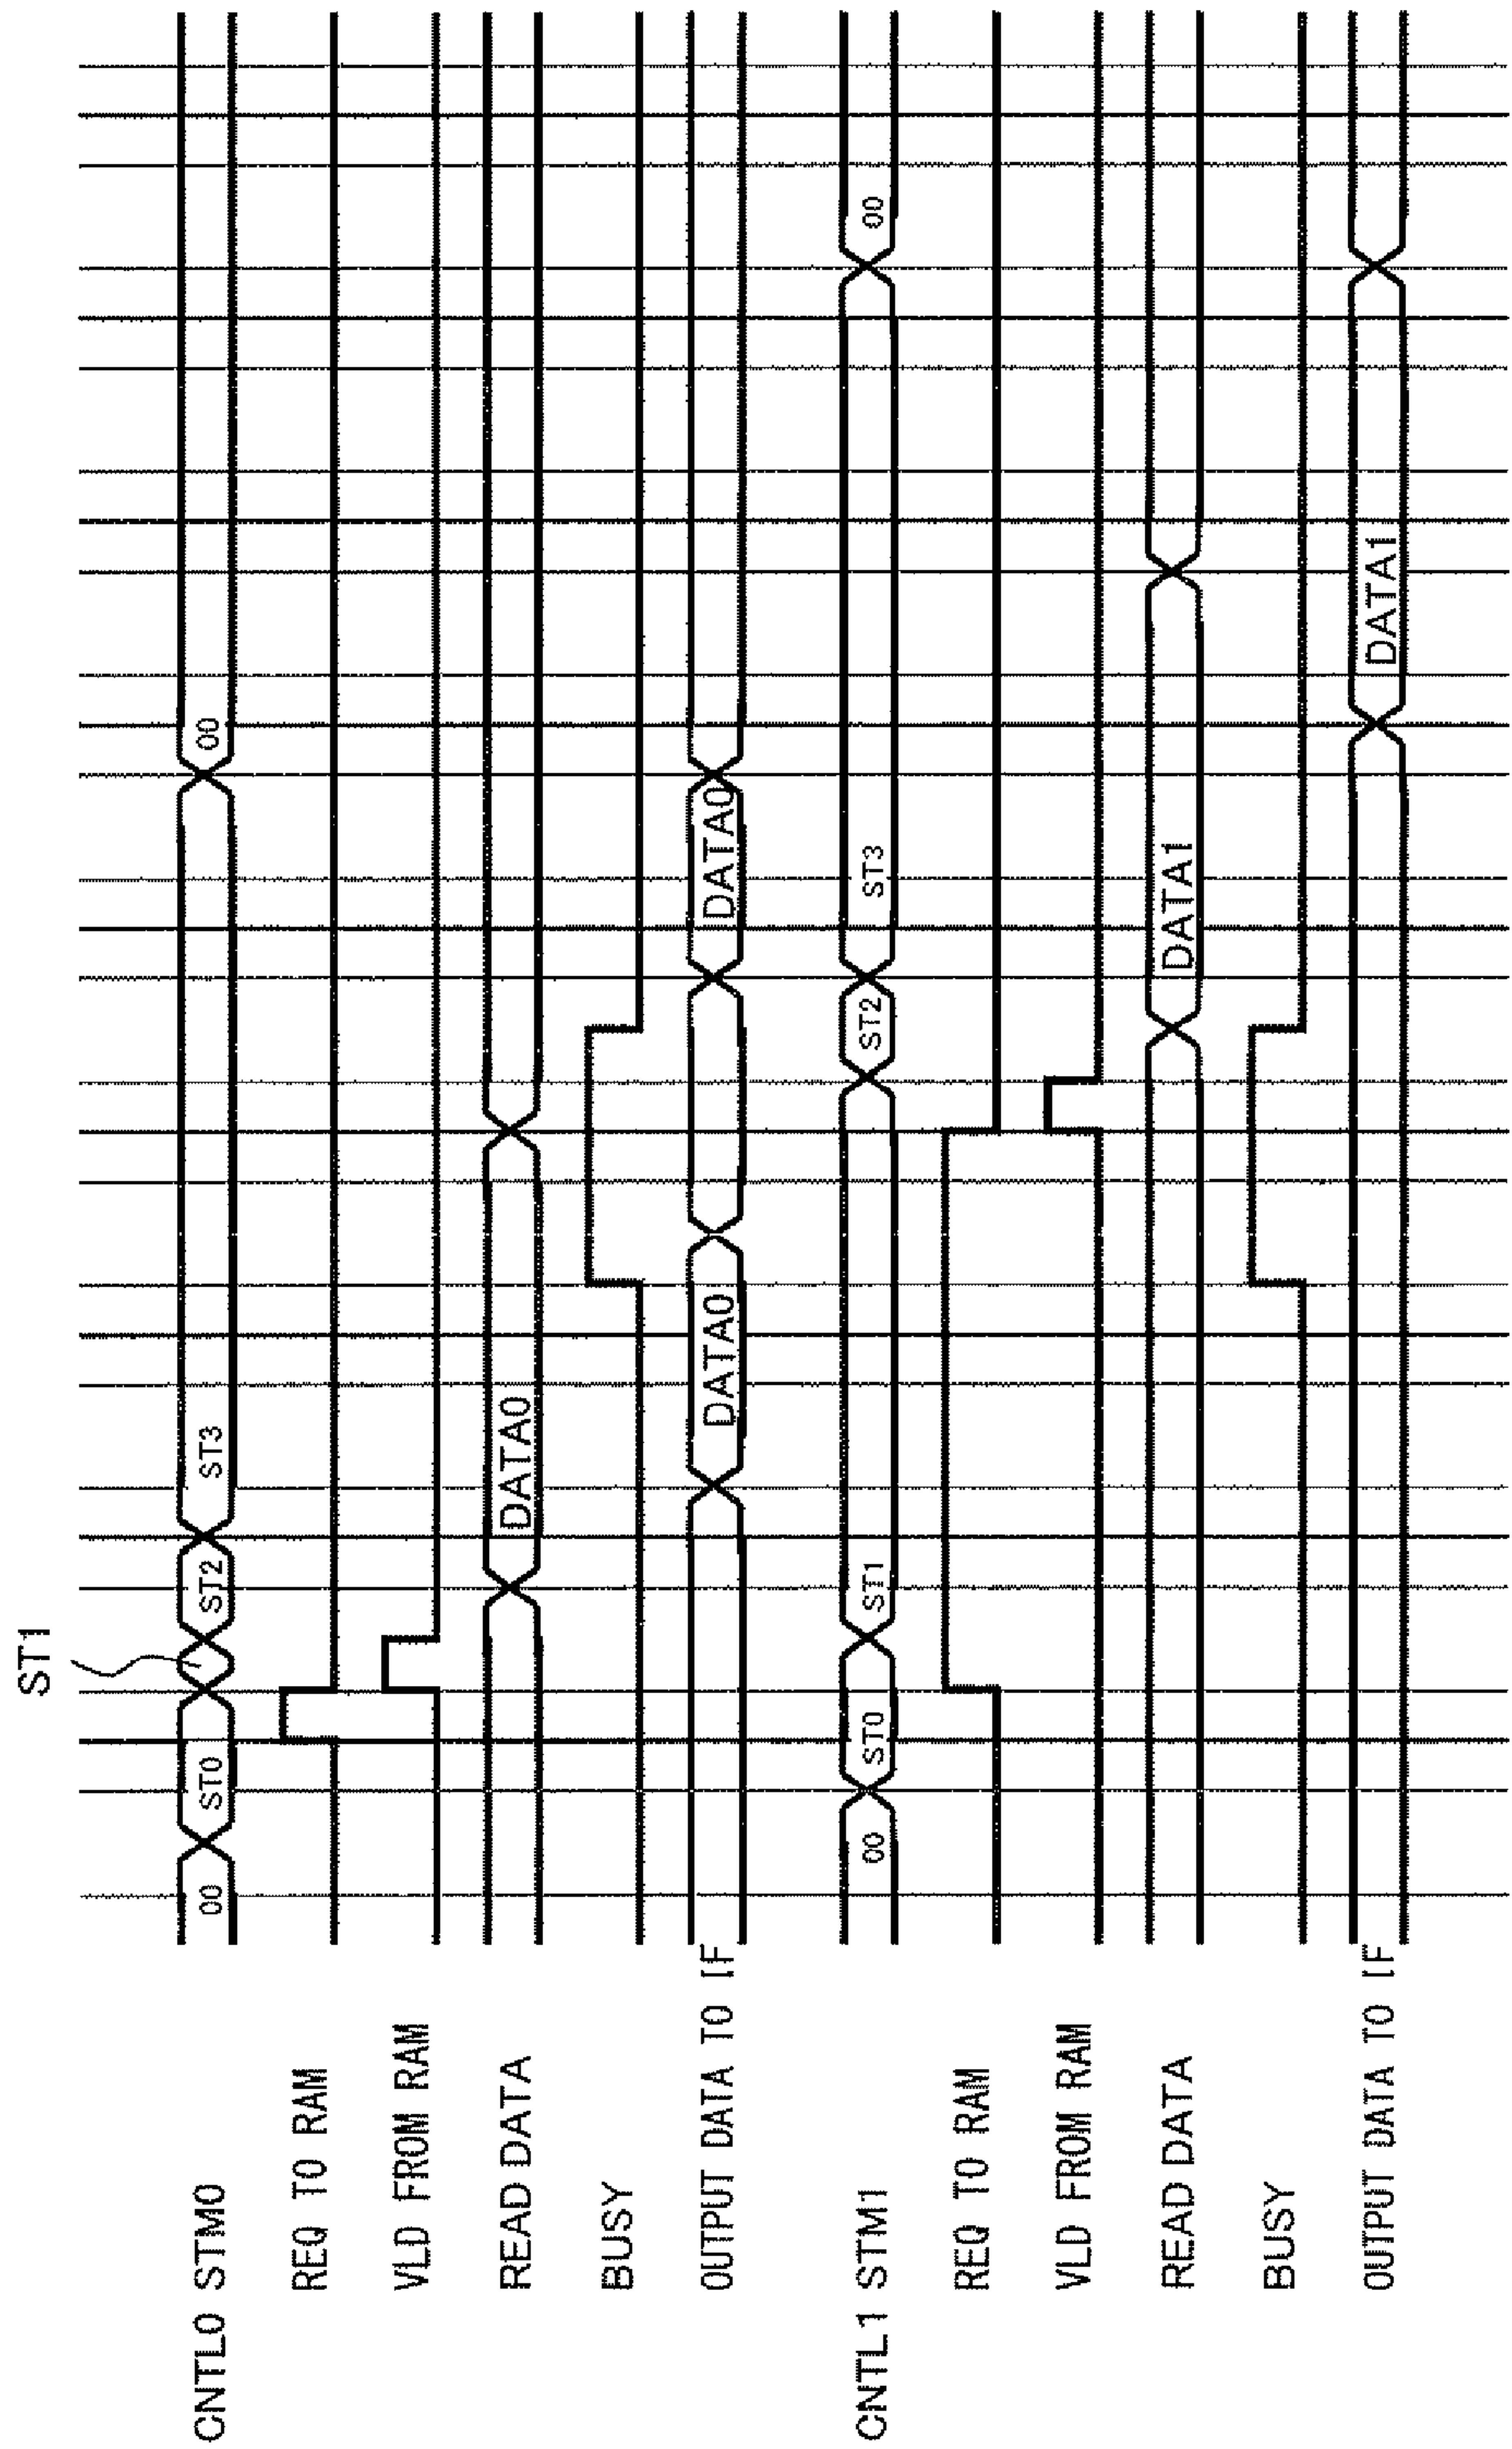 ST1
CNTL0 STM0 00 ST0 ST2 ST3 00
REQ TO RAM
VLD FROM RAM
READ DATA DATA0
BUSY
OUTPUT DATA TO IF DATA0 DATA0
CNTL1 STM1 00 ST0 ST1 ST2 ST3 00
REQ TO RAM
VLD FROM RAM
READ DATA DATA1
BUSY
OUTPUT DATA TO IF DATA1